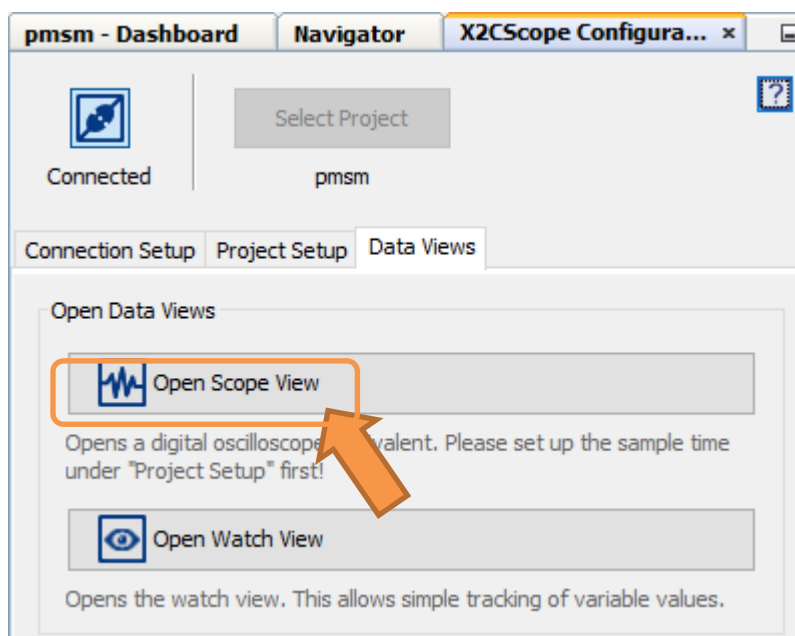 pmsm - Dashboard Navigator X2CScope Configura... ×
Select Project ?
Connected pmsm
Connection Setup Project Setup Data Views
Open Data Views
Open Scope View
Opens a digital oscilloscope valent. Please set up the sample time
under "Project Setup" first!
Open Watch View
Opens the watch view. This allows simple tracking of variable values.